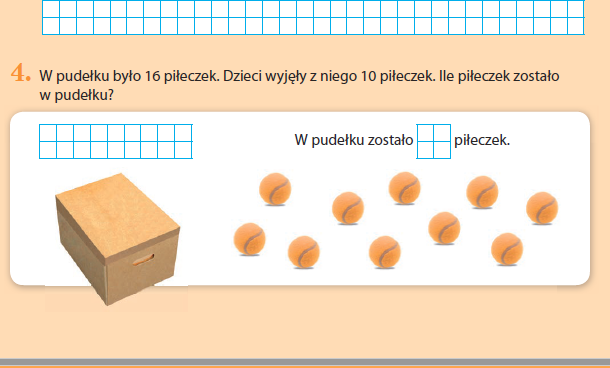 4. W pudełku było 16 piłeczek. Dzieci wyjęły z niego 10 piłeczek. Ile piłeczek zostało
w pudełku?
W pudełku zostało piłeczek.